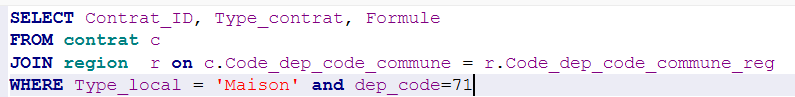 SELECT Contrat_ID, Type_contrat, Formule
FROM contrat c
JOIN region  r on c.Code_dep_code_commune = r.Code_dep_code_commune_reg
WHERE Type_local = 'Maison' and dep_code=71